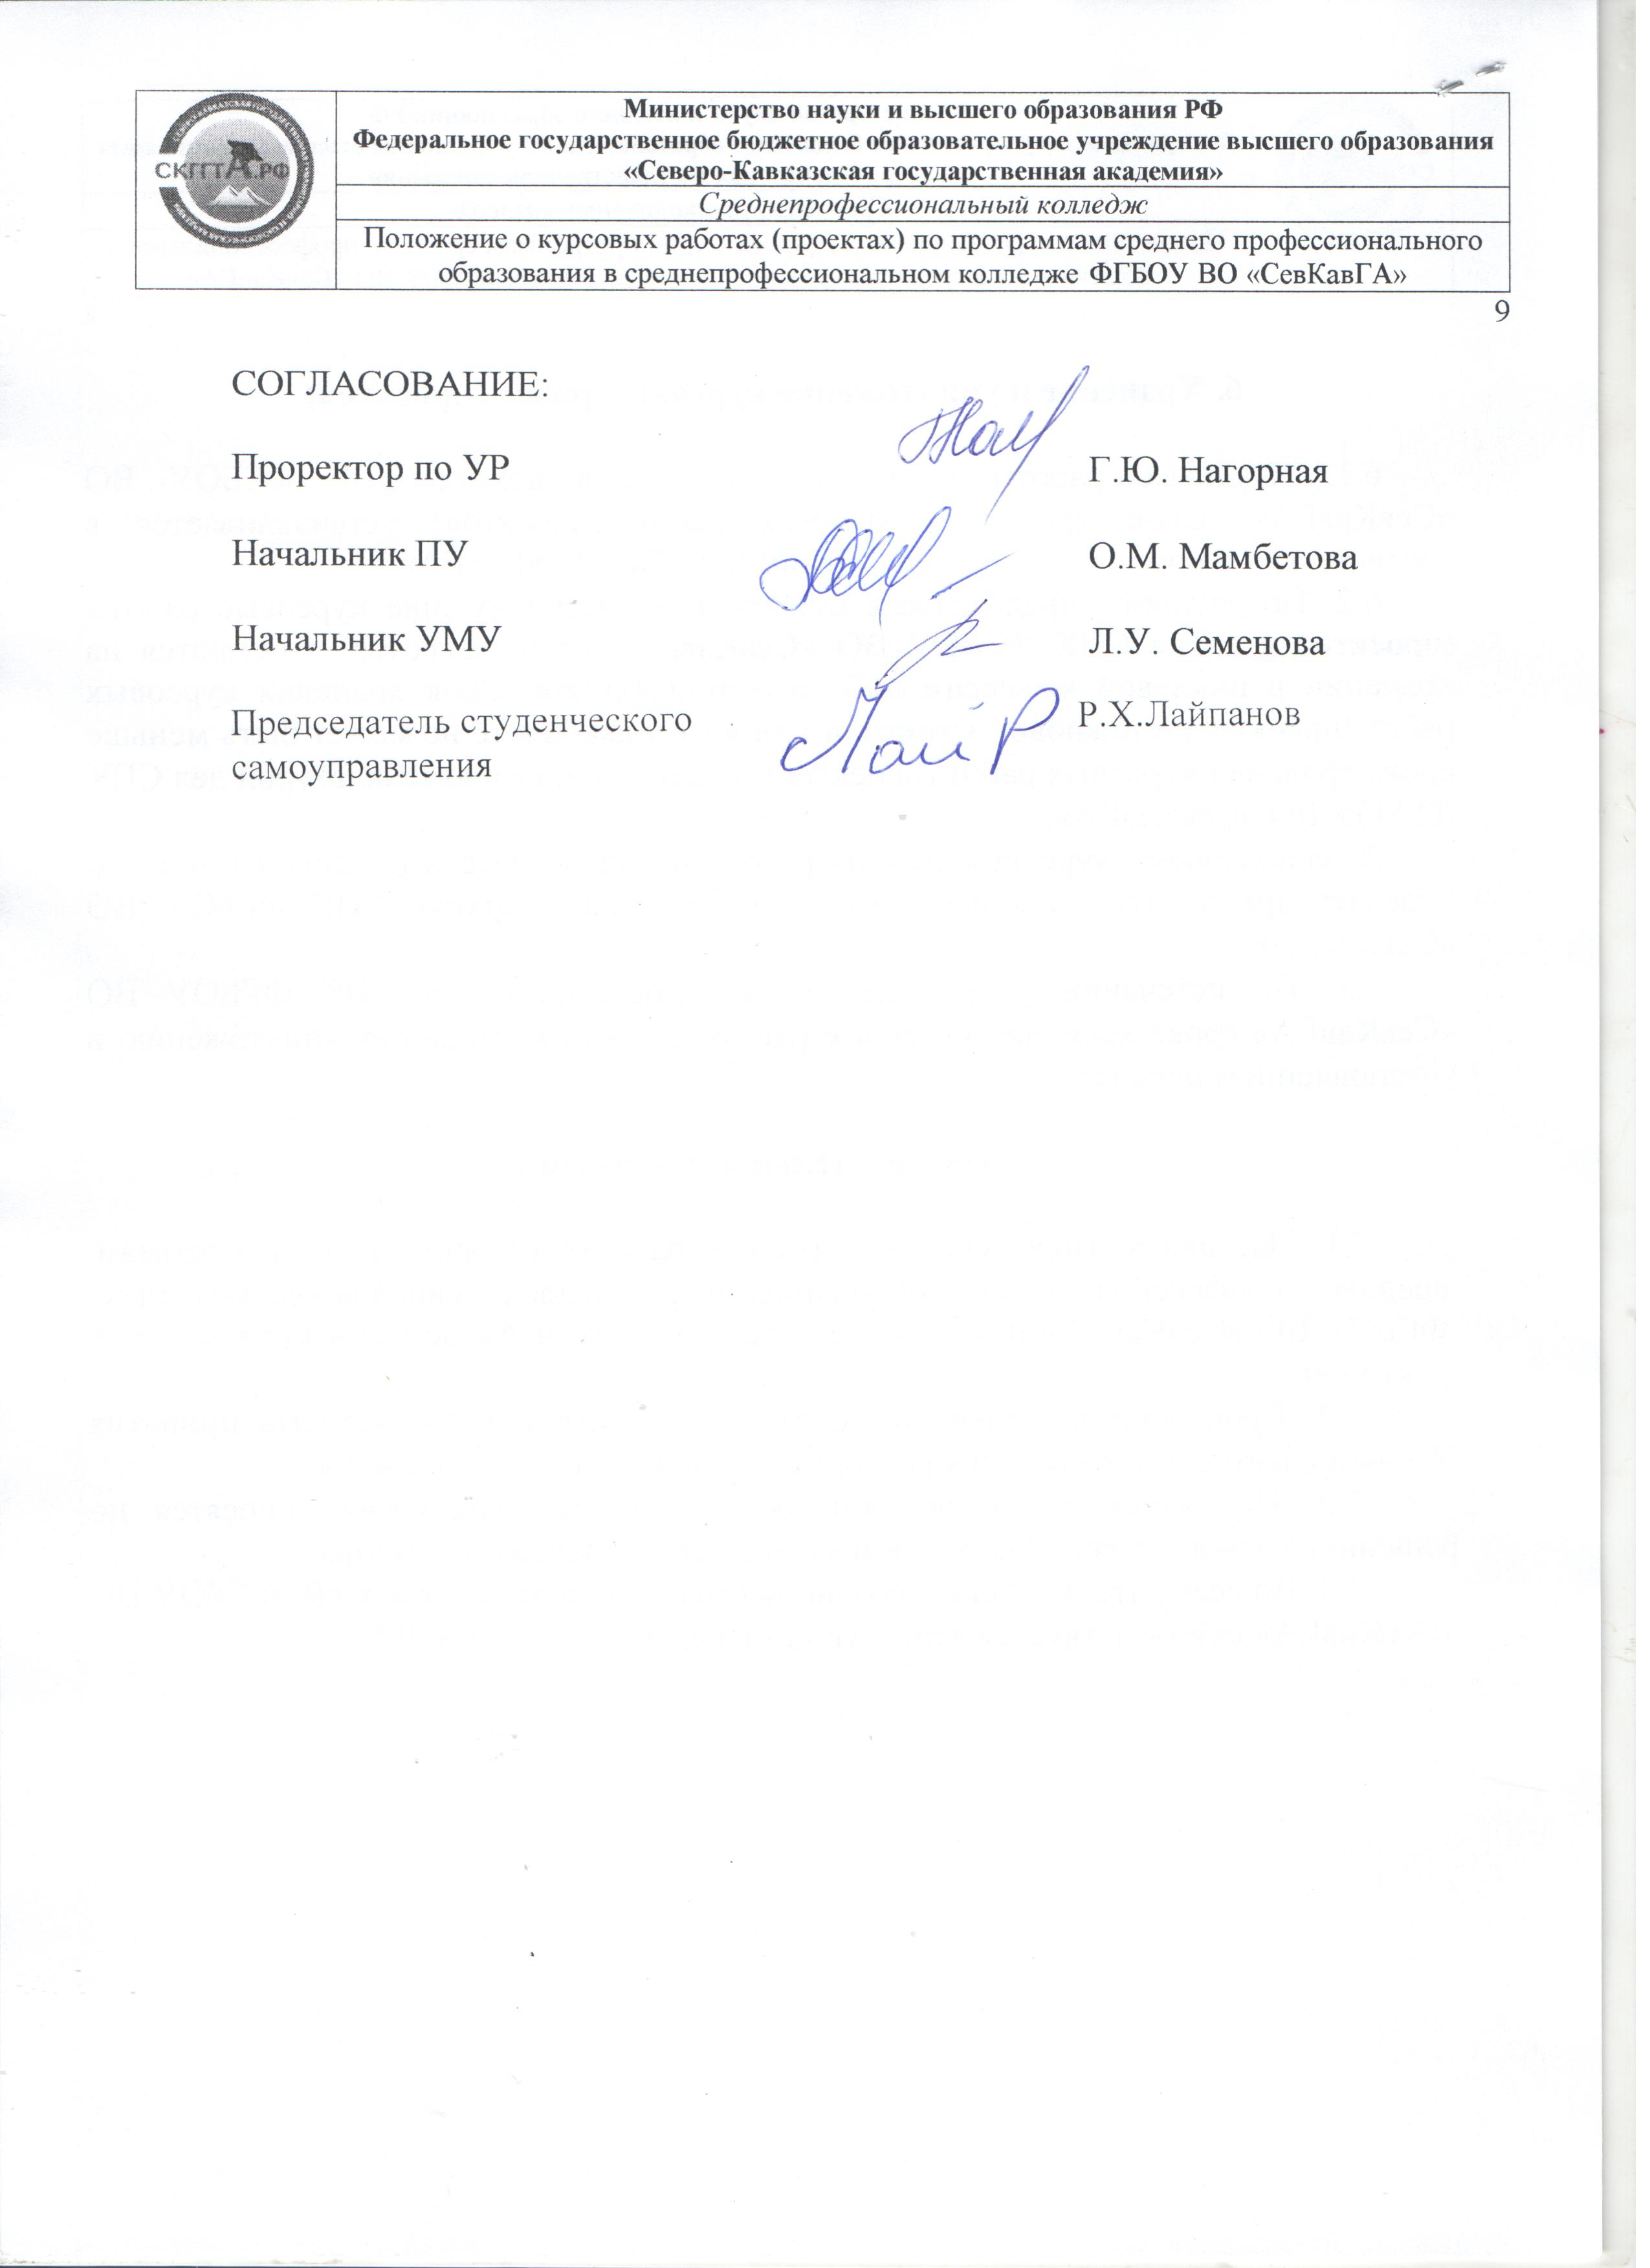 СКГГТА.РФ
Министерство науки и высшего образования РФ
Федеральное государственное бюджетное образовательное учреждение высшего образования
«Северо-Кавказская государственная академия»
Среднепрофессиональный колледж
Положение о курсовых работах (проектах) по программам среднего профессионального
образования в среднепрофессиональном колледже ФГБОУ ВО «СевКавГА»
9
СОГЛАСОВАНИЕ:
Проректор по УР Г.Ю. Нагорная
Начальник ПУ О.М. Мамбетова
Начальник УМУ Л.У. Семенова
Председатель студенческого Р.Х.Лайпанов
самоуправления